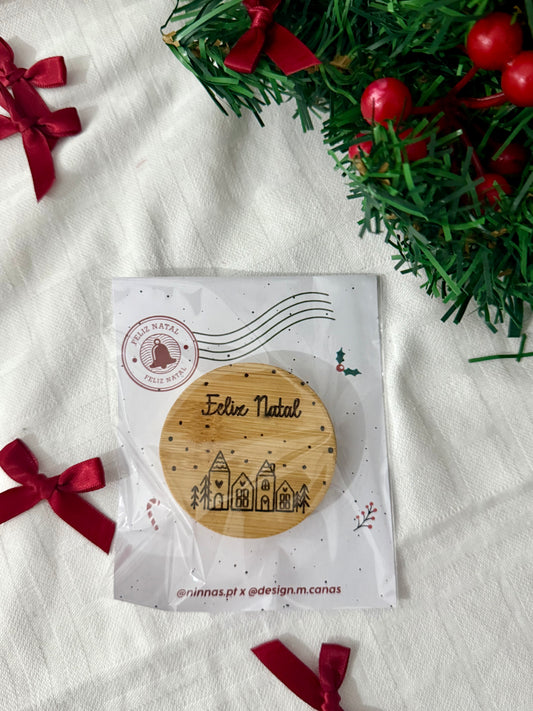 FELIZ NATAL
FELIZ NATAL
Feliz Natal
@ninnas.pt x @design.m.canas